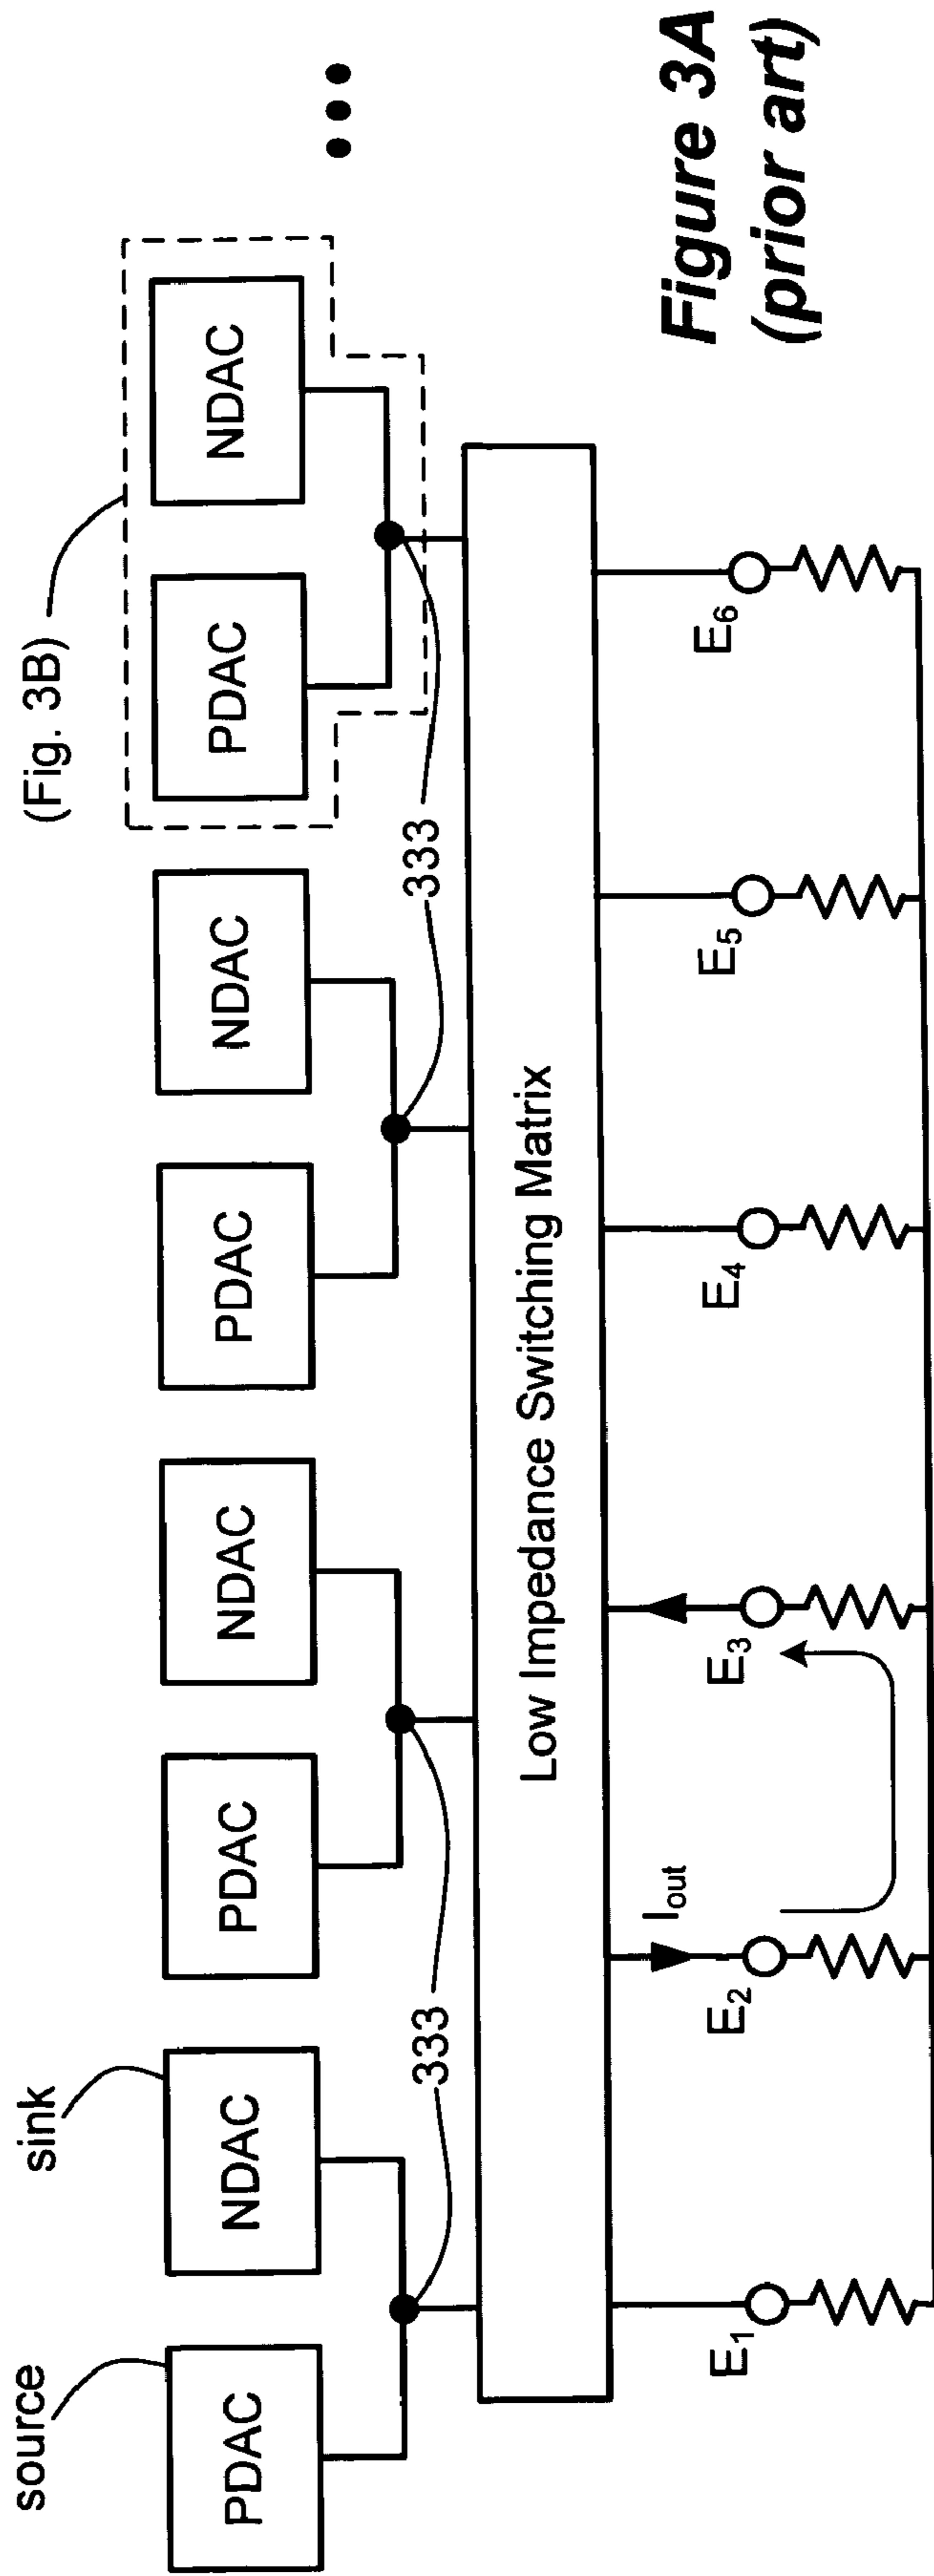 (Fig. 3B)
source
sink
PDAC
NDAC
PDAC
NDAC
PDAC
NDAC
PDAC
NDAC
333
333
Low Impedance Switching Matrix
I_out
E₁
E₂
E₃
E₄
E₅
E₆
Figure 3A
(prior art)